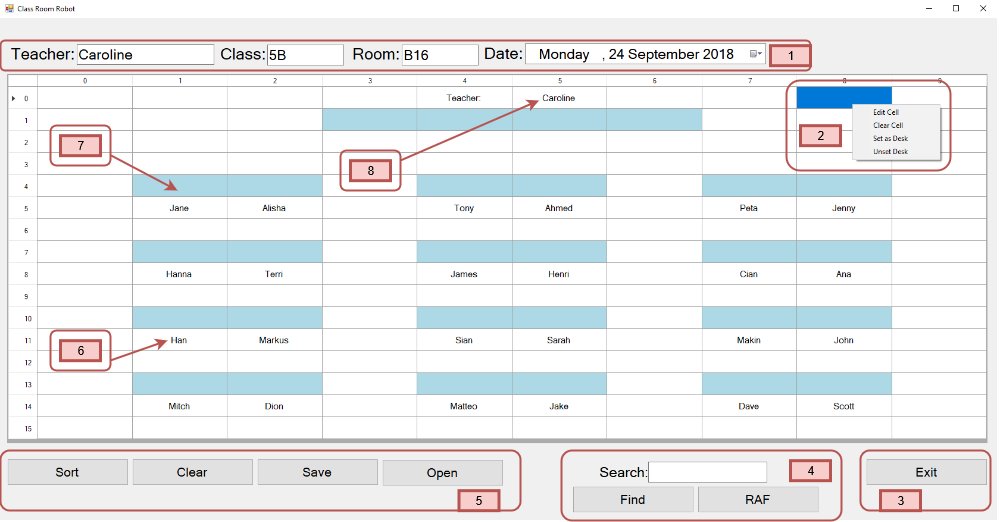 Class Room Robot
Teacher: Caroline Class: 5B Room: B16 Date: Monday , 24 September 2018 1
0 1 2 3 4 5 6 7 8 9
0 Teacher: Caroline
Edit Cell
1
Clear Cell
2
Set as Desk
2
7
Unset Desk
3
8
4
5 Jane Alisha Tony Ahmed Peta Jenny
6
7
8 Hanna Terri James Henri Cian Ana
9
10
11 Han Markus Sian Sarah Makin John
6
12
13
14 Mitch Dion Matteo Jake Dave Scott
15
Sort Clear Save Open Search: 4 Exit
5 Find RAF 3